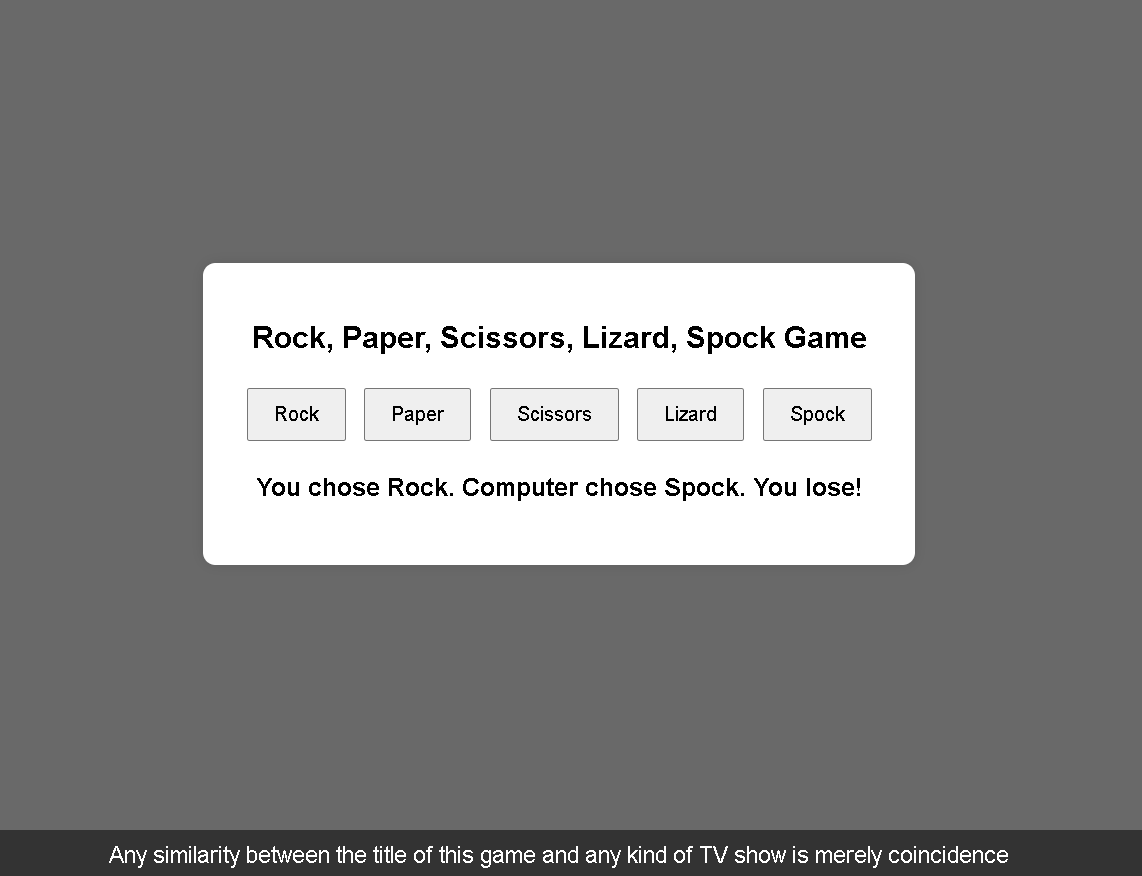 Rock, Paper, Scissors, Lizard, Spock Game
Rock Paper Scissors Lizard Spock
You chose Rock. Computer chose Spock. You lose!
Any similarity between the title of this game and any kind of TV show is merely coincidence